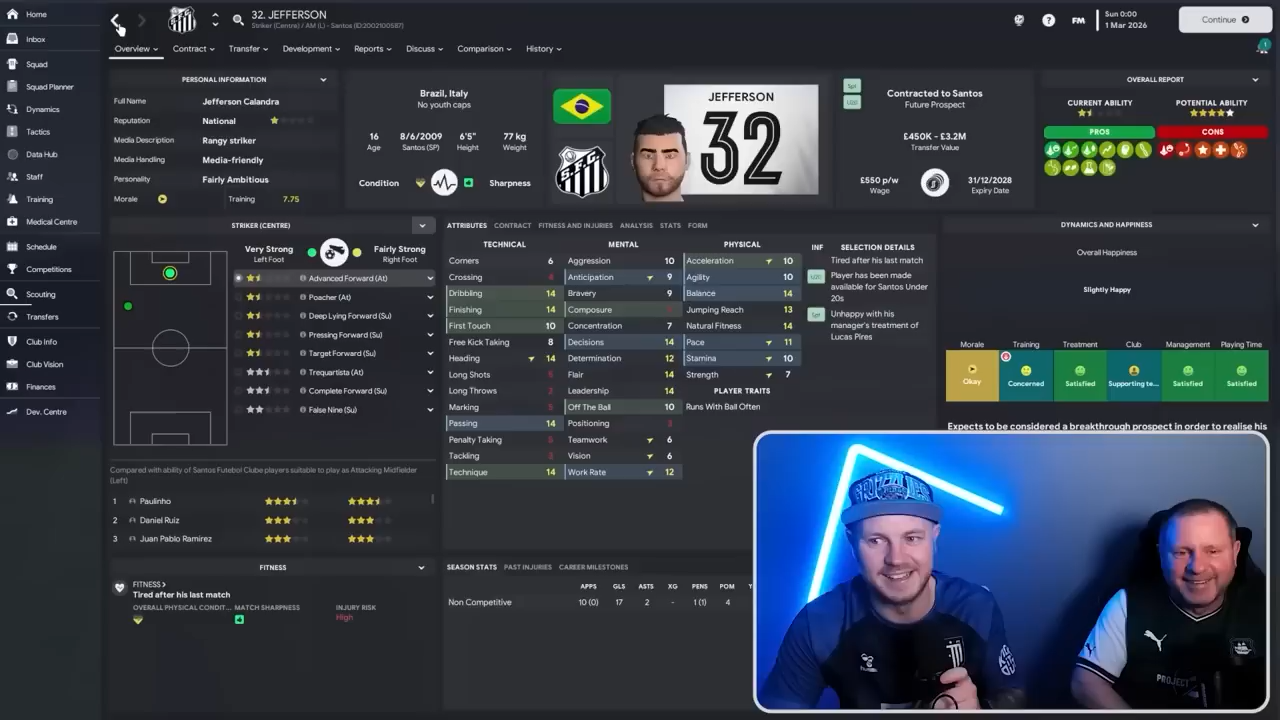 Home
Inbox
Squad
Squad Planner
Dynamics
Tactics
Data Hub
Staff
Training
Medical Centre
Schedule
Competitions
Scouting
Transfers
Club Info
Club Vision
Finances
Dev. Centre
32. JEFFERSON
Striker (Centre) / AM (L) - Santos (ID:2002100587)
FM
Sun 0:00
1 Mar 2026
Continue
Overview
Contract
Transfer
Development
Reports
Discuss
Comparison
History
PERSONAL INFORMATION
Full Name Jefferson Calandra
Reputation National
Media Description Rangy striker
Media Handling Media-friendly
Personality Fairly Ambitious
Morale Training 7.75
Brazil, Italy
No youth caps
16 8/6/2009 6'5" 77 kg
Age Santos (SP) Height Weight
Condition Sharpness
JEFFERSON
32
Contracted to Santos
Future Prospect
£450K - £3.2M
Transfer Value
£550 p/w 31/12/2028
Wage Expiry Date
OVERALL REPORT
CURRENT ABILITY POTENTIAL ABILITY
PROS CONS
STRIKER (CENTRE)
Very Strong Fairly Strong
Left Foot Right Foot
Advanced Forward (At)
Poacher (At)
Deep Lying Forward (Su)
Pressing Forward (Su)
Target Forward (Su)
Trequartista (At)
Complete Forward (Su)
False Nine (Su)
Compared with ability of Santos Futebol Clube players suitable to play as Attacking Midfielder
(Left)
1 Paulinho
2 Daniel Ruiz
3 Juan Pablo Ramirez
FITNESS
FITNESS >
Tired after his last match
OVERALL PHYSICAL CONDIT... MATCH SHARPNESS INJURY RISK
High
ATTRIBUTES CONTRACT FITNESS AND INJURIES ANALYSIS STATS FORM
TECHNICAL
Corners 6
Crossing
Dribbling 14
Finishing 14
First Touch 10
Free Kick Taking 8
Heading 14
Long Shots
Long Throws
Marking
Passing 14
Penalty Taking
Tackling
Technique 14
MENTAL
Aggression 10
Anticipation 9
Bravery 9
Composure
Concentration 7
Decisions 14
Determination 12
Flair 14
Leadership 14
Off The Ball 10
Positioning
Teamwork 6
Vision 6
Work Rate 12
PHYSICAL
Acceleration 10
Agility 10
Balance 14
Jumping Reach 13
Natural Fitness 14
Pace 11
Stamina 10
Strength 7
PLAYER TRAITS
Runs With Ball Often
INF SELECTION DETAILS
Tired after his last match
Player has been made
available for Santos Under
20s
Unhappy with his
manager's treatment of
Lucas Pires
DYNAMICS AND HAPPINESS
Overall Happiness
Slightly Happy
Morale Training Treatment Club Management Playing Time
Okay Concerned Satisfied Supporting te... Satisfied Satisfied
Expects to be considered a breakthrough prospect in order to realise his
SEASON STATS PAST INJURIES CAREER MILESTONES
APPS GLS ASTS XG PENS POM
Non Competitive 10 (0) 17 2 - 1 (1) 4
GRIZZLIES
PROJECT